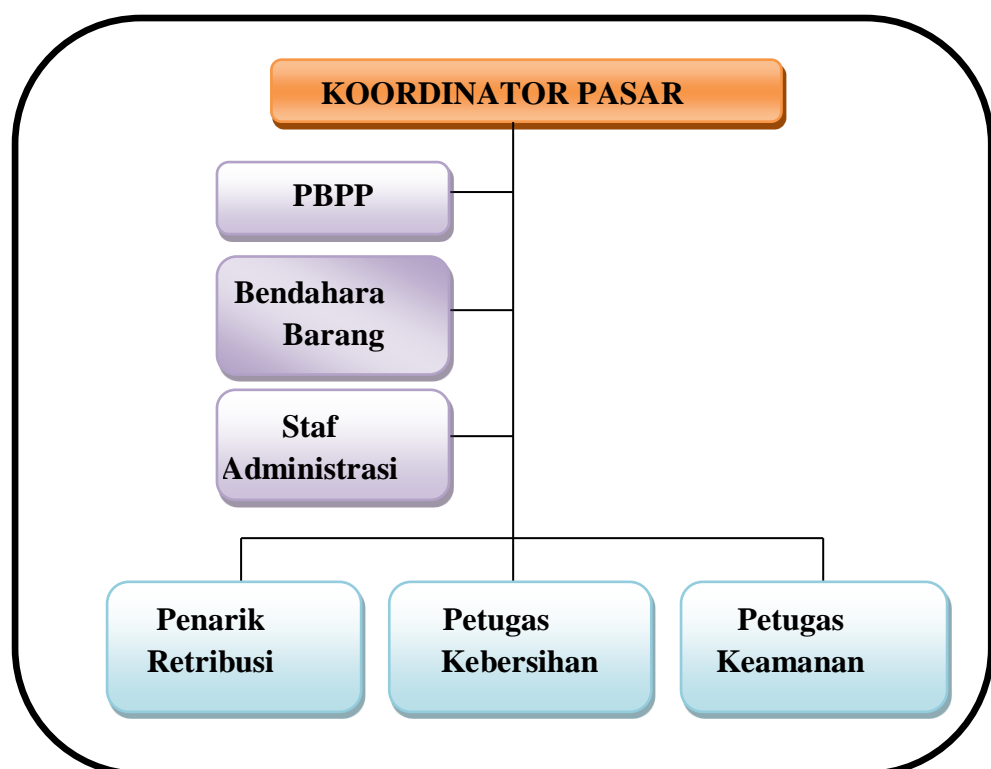 KOORDINATOR PASAR
PBPP
Bendahara
Barang
Staf
Administrasi
Penarik
Retribusi
Petugas
Kebersihan
Petugas
Keamanan